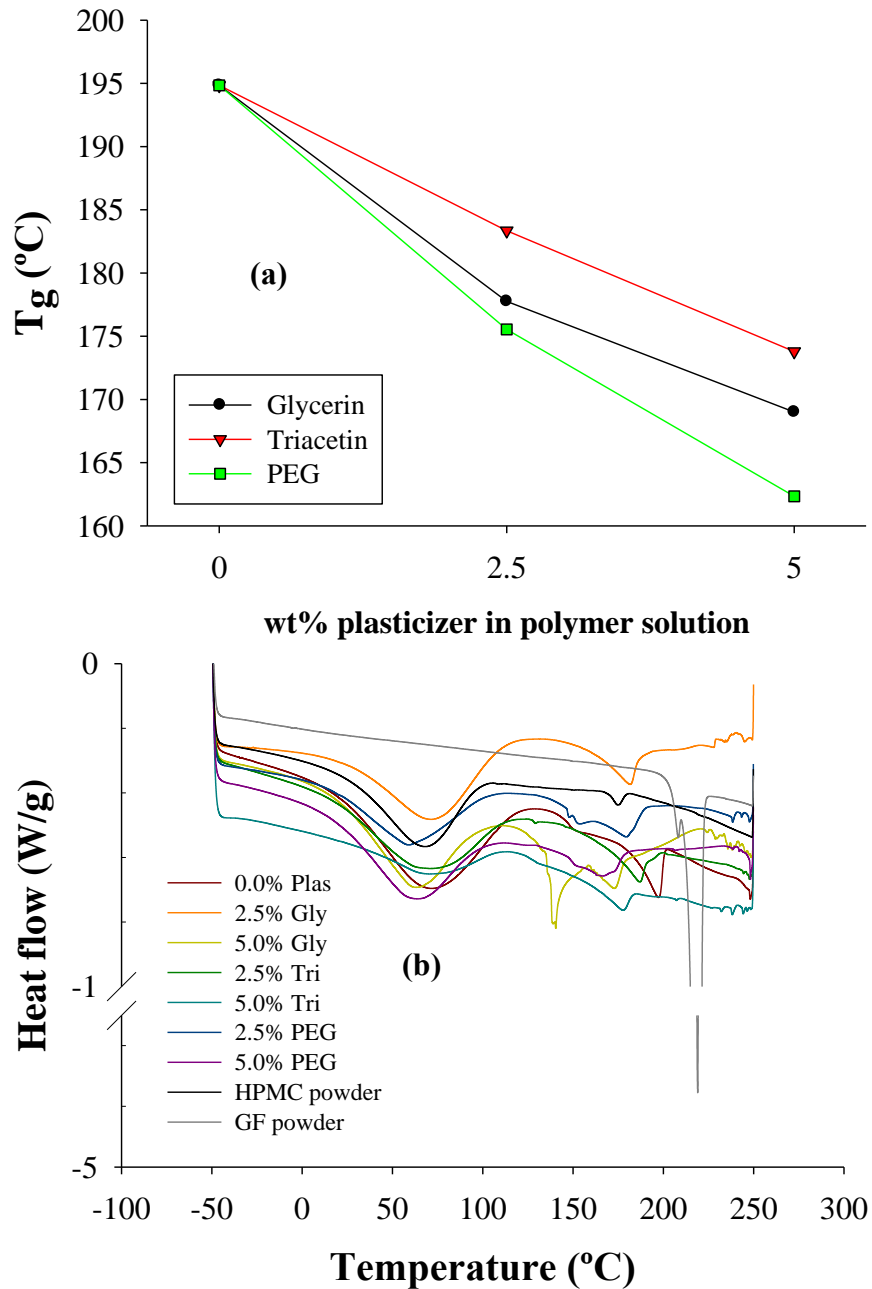 200
195
190
185
180
175
170
165
160
Tg (ºC)
(a)
Glycerin
Triacetin
PEG
0 2.5 5
wt% plasticizer in polymer solution
0
-1
-5
Heat flow (W/g)
0.0% Plas
2.5% Gly
5.0% Gly
2.5% Tri
5.0% Tri
2.5% PEG
5.0% PEG
HPMC powder
GF powder
(b)
-100 -50 0 50 100 150 200 250 300
Temperature (ºC)